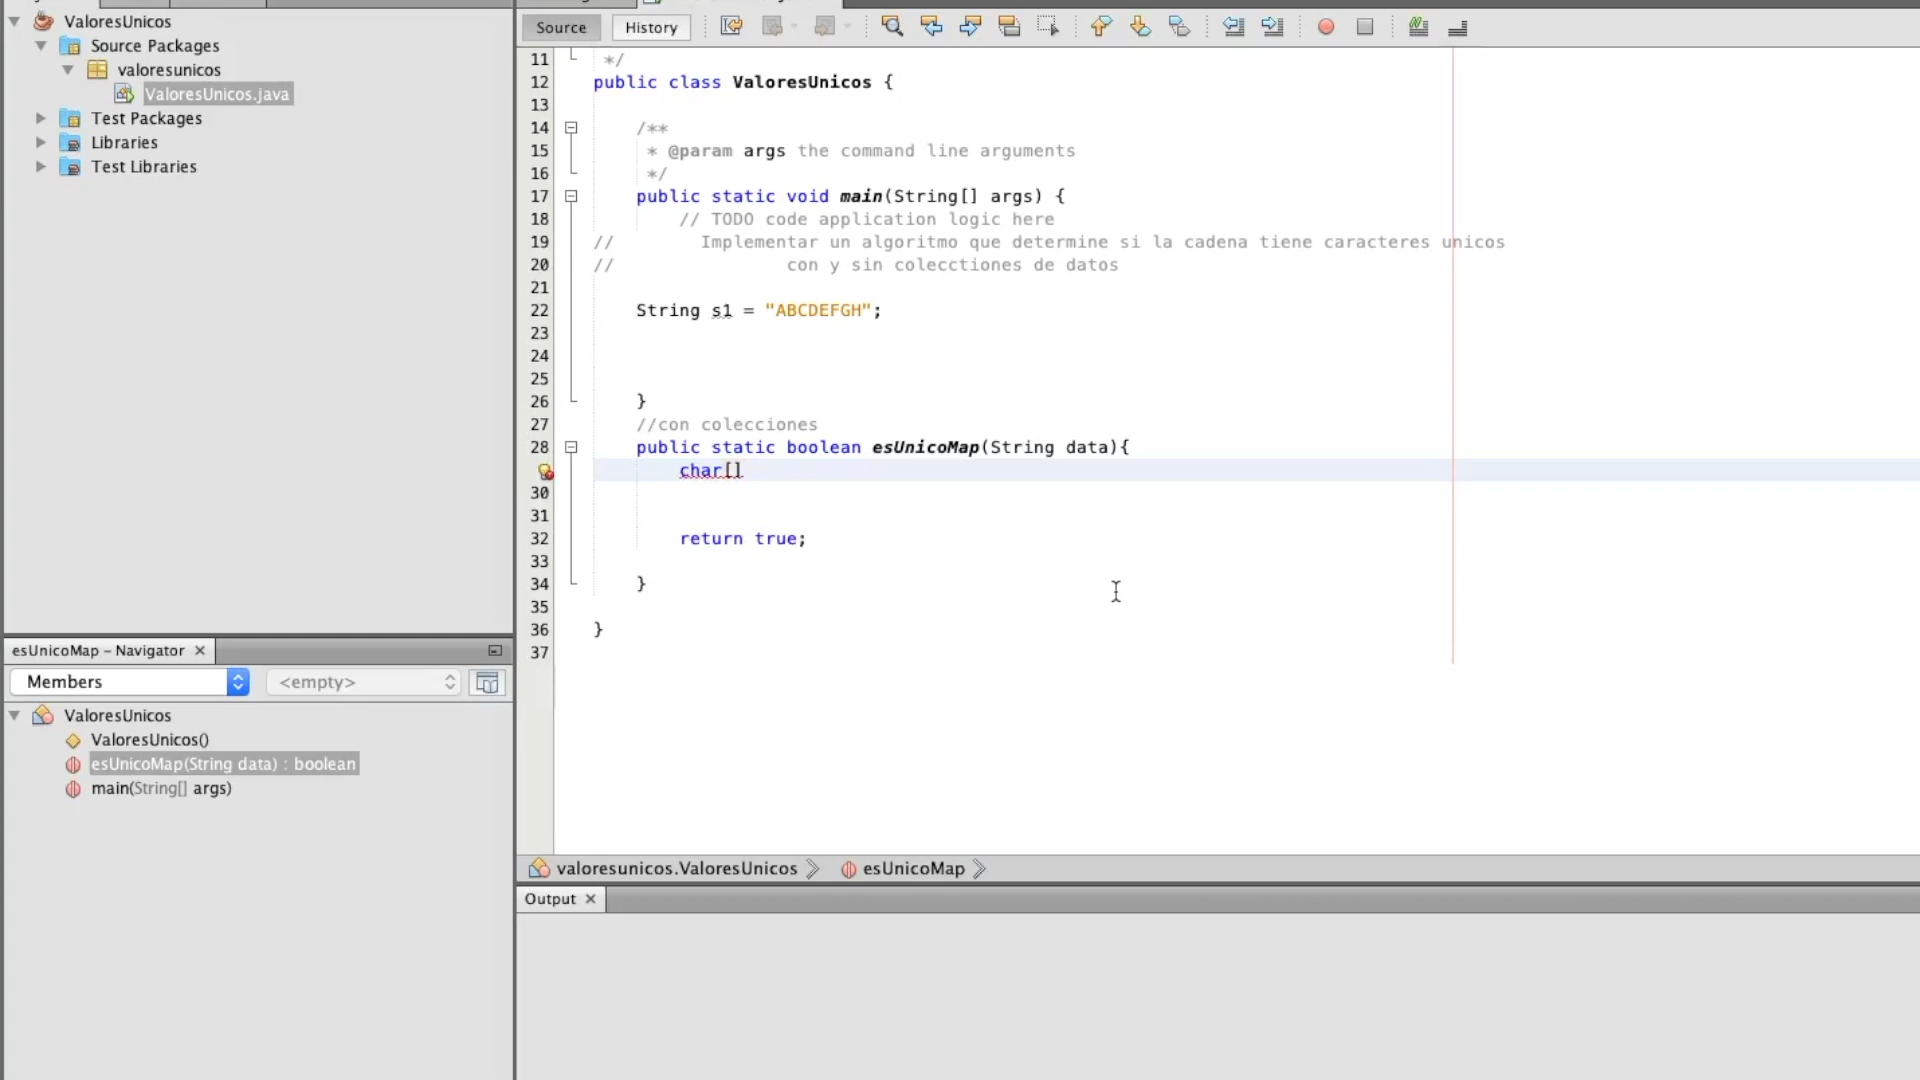 ValoresUnicos
Source Packages
valoresunicos
ValoresUnicos.java
Test Packages
Libraries
Test Libraries
Source
History
11 */
12 public class ValoresUnicos {
13
14 /**
15 * @param args the command line arguments
16 */
17 public static void main(String[] args) {
18 // TODO code application logic here
19 // Implementar un algoritmo que determine si la cadena tiene caracteres unicos
20 // con y sin colecctiones de datos
21
22 String s1 = "ABCDEFGH";
23
24
25
26 }
27 //con colecciones
28 public static boolean esUnicoMap(String data){
char[]
30
31
32 return true;
33
34 }
35
36 }
37
esUnicoMap - Navigator ×
Members
<empty>
ValoresUnicos
ValoresUnicos()
esUnicoMap(String data) : boolean
main(String[] args)
valoresunicos.ValoresUnicos
esUnicoMap
Output ×